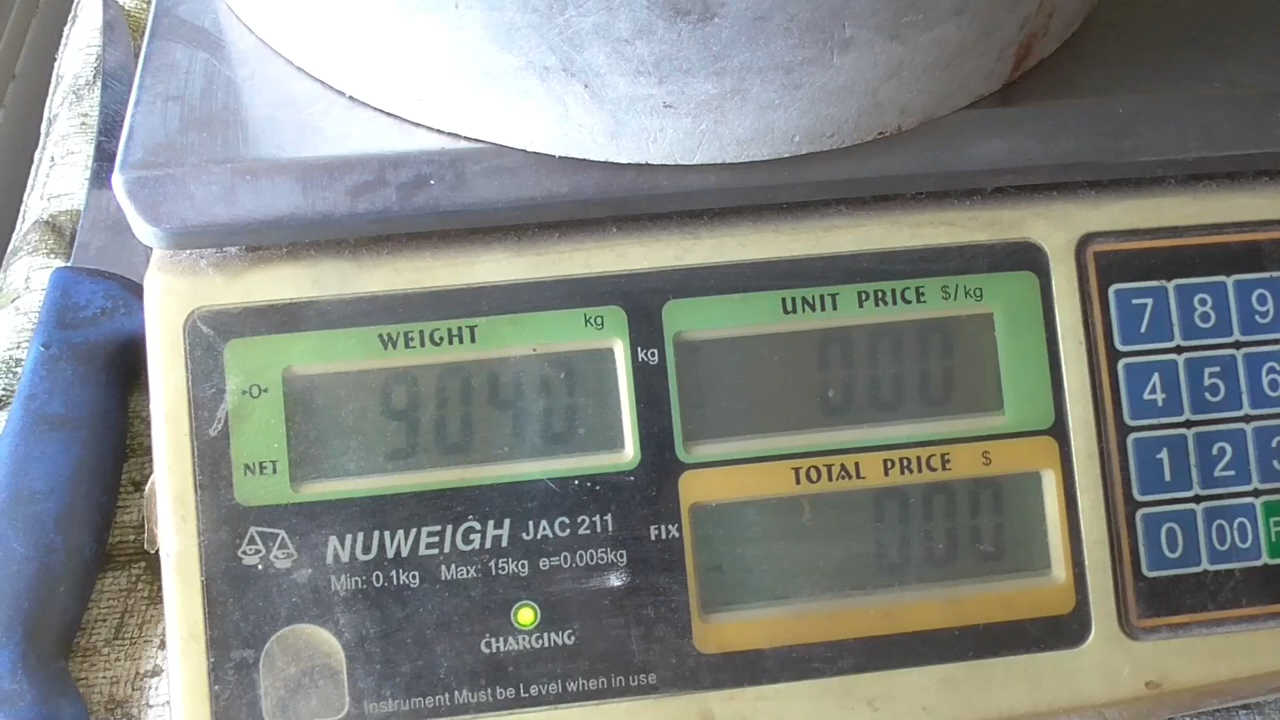 WEIGHT kg
▸0◂
9.040
NET
kg
UNIT PRICE $/kg
0.00
TOTAL PRICE $
0.00
FIX
NUWEIGH JAC 211
Min: 0.1kg Max: 15kg e=0.005kg
CHARGING
Instrument Must be Level when in use
7 8 9
4 5 6
1 2 3
0 00